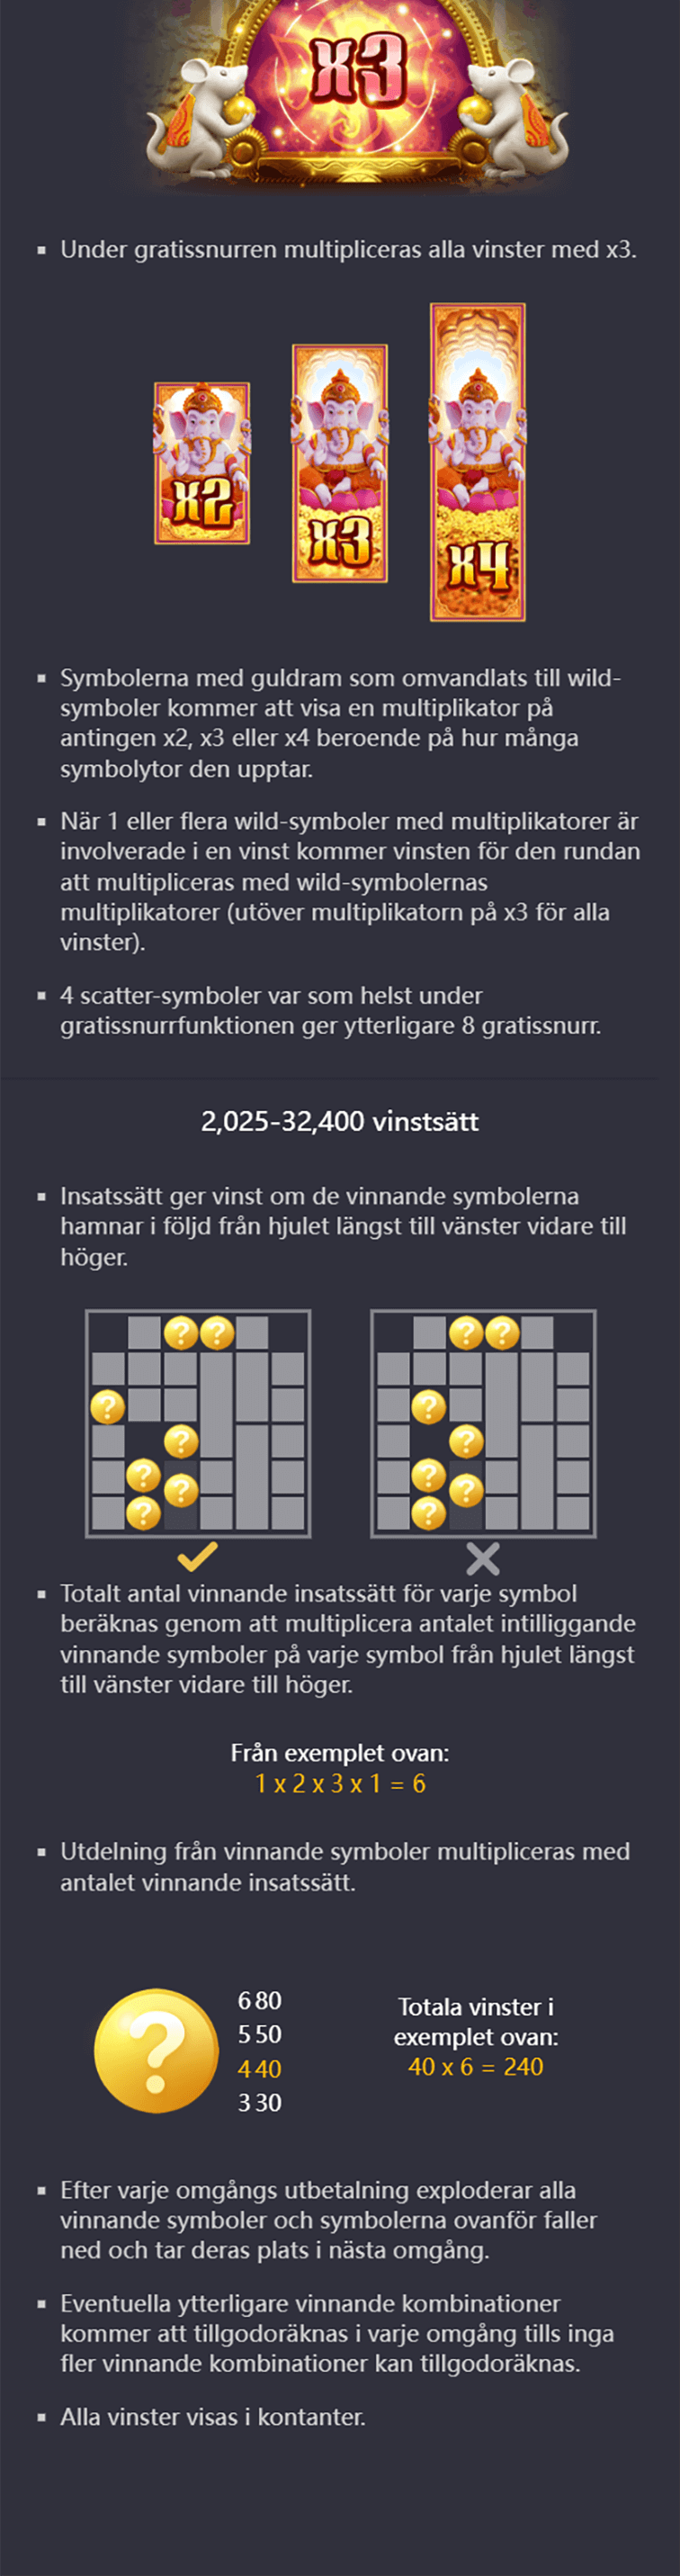 x3
▪ Under gratissnurren multipliceras alla vinster med x3.
x2 x3 x4
▪ Symbolerna med guldram som omvandlats till wild-
symboler kommer att visa en multiplikator på
antingen x2, x3 eller x4 beroende på hur många
symbolytor den upptar.
▪ När 1 eller flera wild-symboler med multiplikatorer är
involverade i en vinst kommer vinsten för den rundan
att multipliceras med wild-symbolernas
multiplikatorer (utöver multiplikatorn på x3 för alla
vinster).
▪ 4 scatter-symboler var som helst under
gratissnurrfunktionen ger ytterligare 8 gratissnurr.
2,025-32,400 vinstsätt
▪ Insatssätt ger vinst om de vinnande symbolerna
hamnar i följd från hjulet längst till vänster vidare till
höger.
? ? ? ?
? ?
? ?
? ? ? ?
? ?
▪ Totalt antal vinnande insatssätt för varje symbol
beräknas genom att multiplicera antalet intilliggande
vinnande symboler på varje symbol från hjulet längst
till vänster vidare till höger.
Från exemplet ovan:
1 x 2 x 3 x 1 = 6
▪ Utdelning från vinnande symboler multipliceras med
antalet vinnande insatssätt.
?
6 80
5 50
4 40
3 30
Totala vinster i
exemplet ovan:
40 x 6 = 240
▪ Efter varje omgångs utbetalning exploderar alla
vinnande symboler och symbolerna ovanför faller
ned och tar deras plats i nästa omgång.
▪ Eventuella ytterligare vinnande kombinationer
kommer att tillgodoräknas i varje omgång tills inga
fler vinnande kombinationer kan tillgodoräknas.
▪ Alla vinster visas i kontanter.